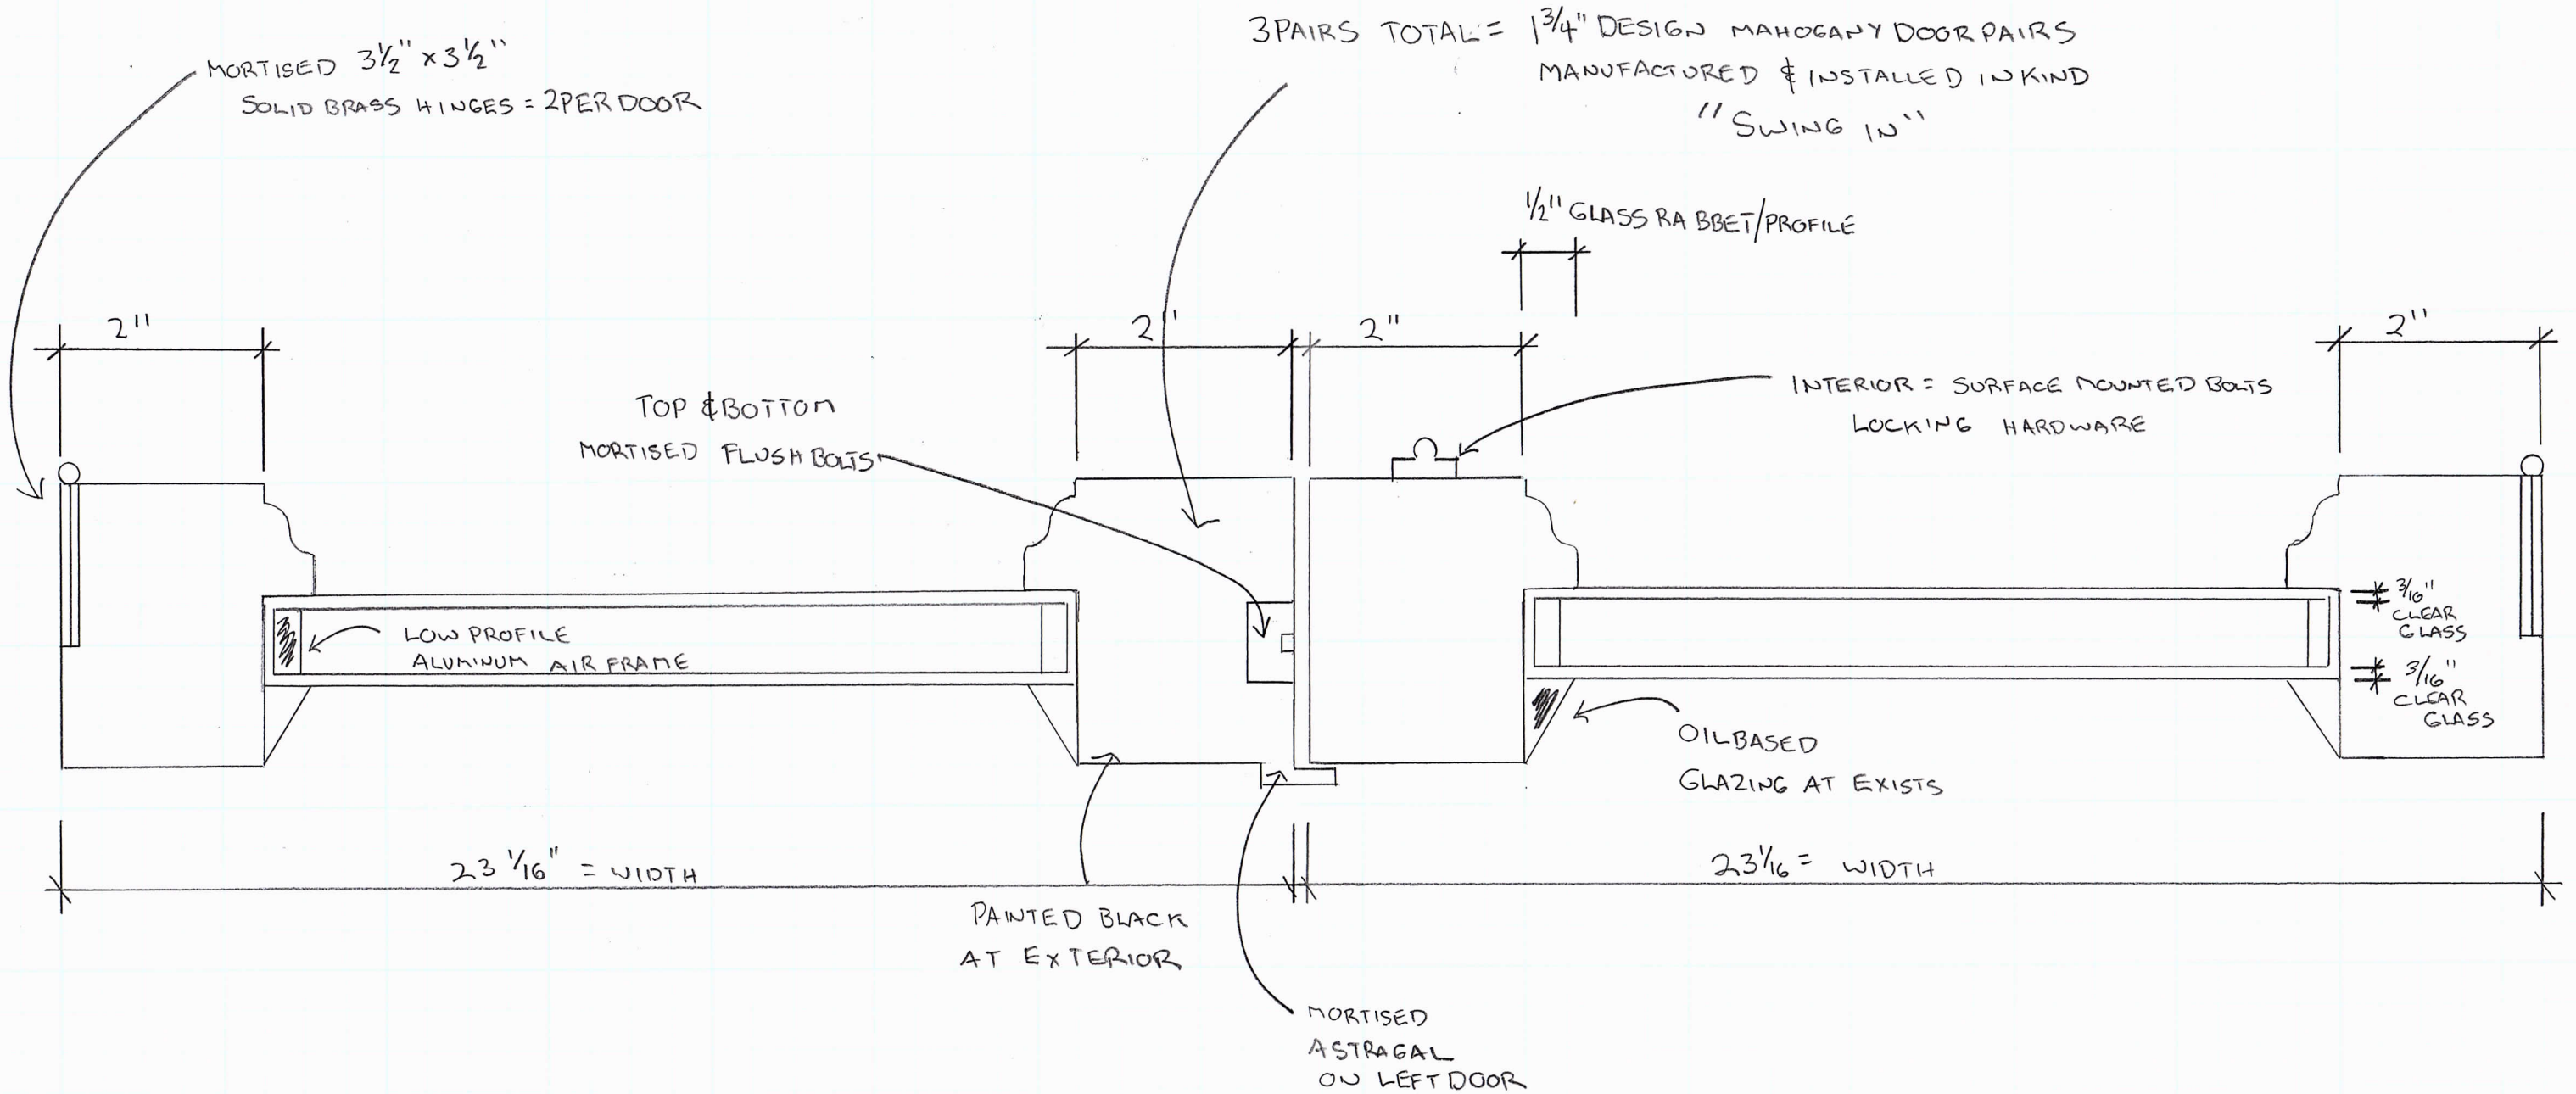 3 PAIRS TOTAL = 1 3/4" DESIGN MAHOGANY DOOR PAIRS
MANUFACTURED & INSTALLED IN KIND
"SWING IN"
MORTISED 3 1/2" x 3 1/2"
SOLID BRASS HINGES = 2 PER DOOR
1/2" GLASS RABBET/PROFILE
2"
2"
2"
2"
INTERIOR = SURFACE MOUNTED BOLTS
LOCKING HARDWARE
TOP & BOTTOM
MORTISED FLUSH BOLTS
LOW PROFILE
ALUMINUM AIR FRAME
3/16"
CLEAR
GLASS
3/16"
CLEAR
GLASS
OIL BASED
GLAZING AT EXISTS
23 1/16" = WIDTH
23 1/16 = WIDTH
PAINTED BLACK
AT EXTERIOR
MORTISED
ASTRAGAL
ON LEFT DOOR